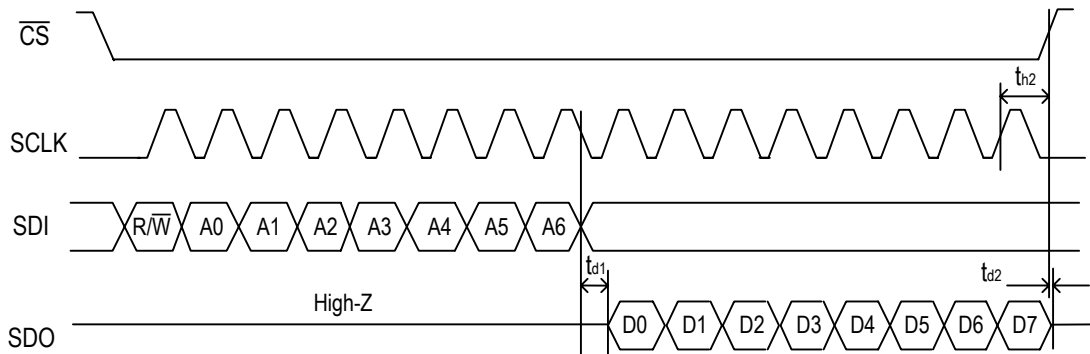 CS
th2
SCLK
SDI R/W A0 A1 A2 A3 A4 A5 A6
td1 td2
High-Z
SDO D0 D1 D2 D3 D4 D5 D6 D7